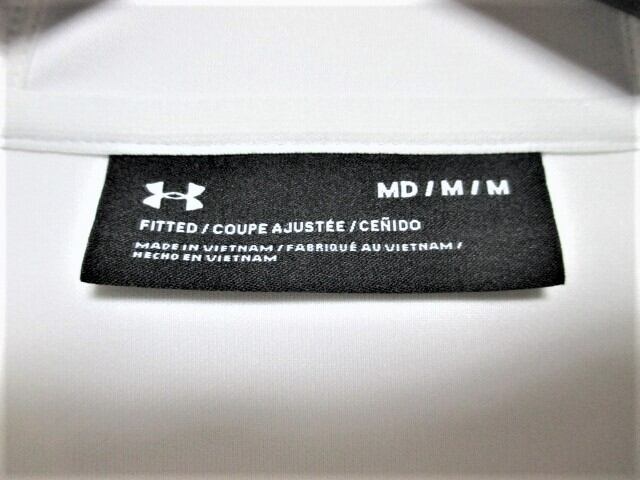 MD / M / M
FITTED / COUPE AJUSTÉE / CEÑIDO
MADE IN VIETNAM / FABRIQUÉ AU VIETNAM /
HECHO EN VIETNAM